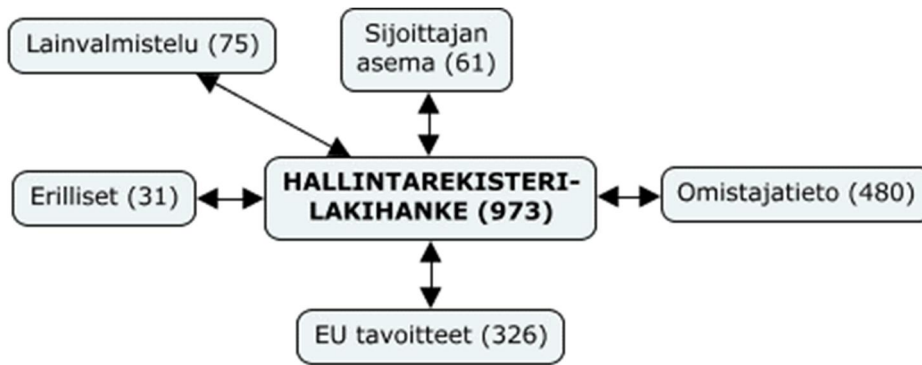 Lainvalmistelu (75)
Sijoittajan
asema (61)
Erilliset (31)
HALLINTAREKISTERI-
LAKIHANKE (973)
Omistajatieto (480)
EU tavoitteet (326)